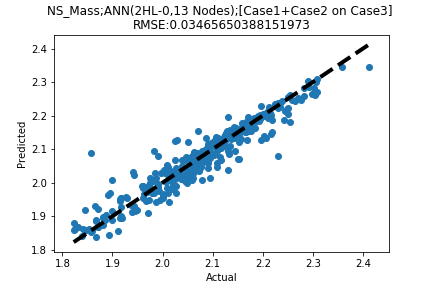 NS_Mass;ANN(2HL-0,13 Nodes);[Case1+Case2 on Case3]
RMSE:0.03465650388151973
2.4
2.3
2.2
2.1
2.0
1.9
1.8
Predicted
1.8 1.9 2.0 2.1 2.2 2.3 2.4
Actual